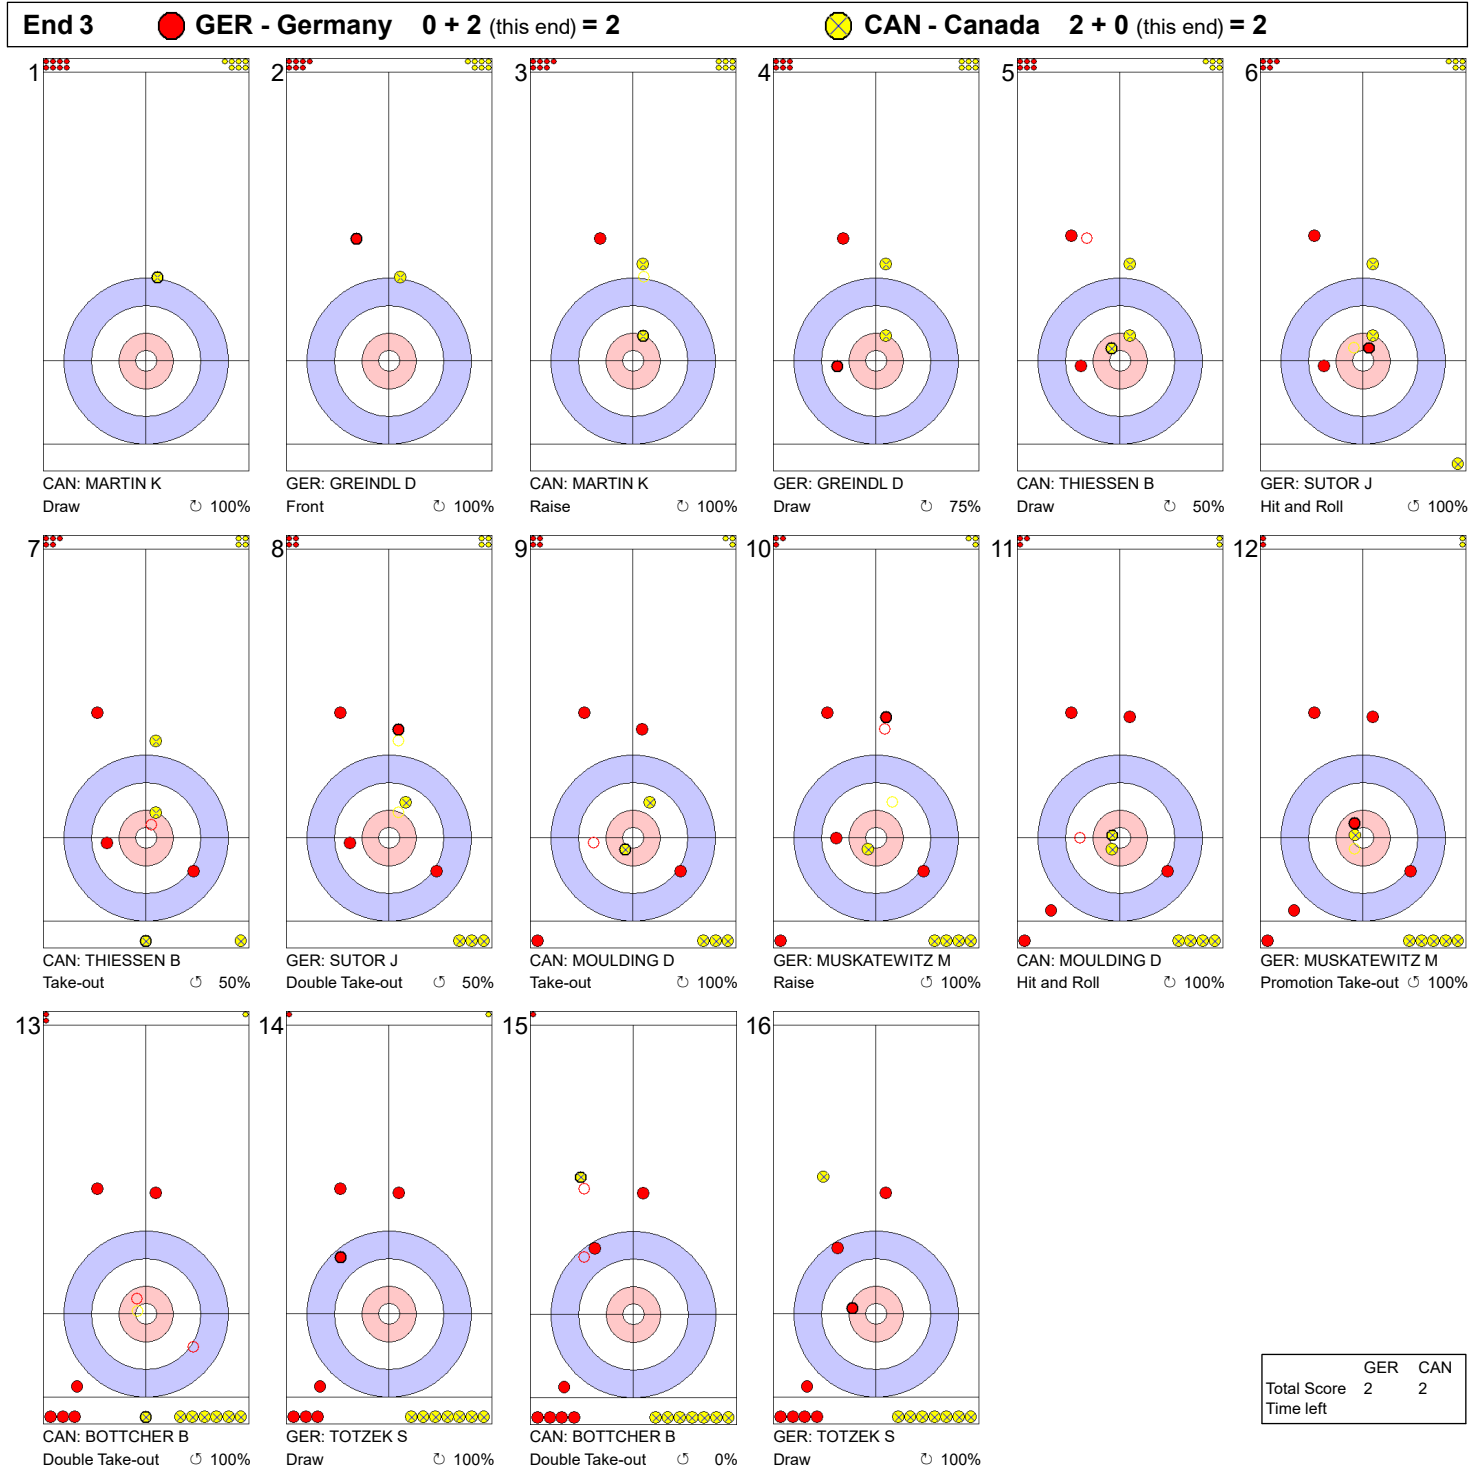 End 3 GER - Germany 0 + 2 (this end) = 2 CAN - Canada 2 + 0 (this end) = 2
1 2 3 4 5 6
CAN: MARTIN K GER: GREINDL D CAN: MARTIN K GER: GREINDL D CAN: THIESSEN B GER: SUTOR J
Draw ↻ 100% Front ↻ 100% Raise ↻ 100% Draw ↻ 75% Draw ↻ 50% Hit and Roll ↻ 100%
7 8 9 10 11 12
CAN: THIESSEN B GER: SUTOR J CAN: MOULDING D GER: MUSKATEWITZ M CAN: MOULDING D GER: MUSKATEWITZ M
Take-out ↺ 50% Double Take-out ↺ 50% Take-out ↻ 100% Raise ↺ 100% Hit and Roll ↺ 100% Promotion Take-out ↺ 100%
13 14 15 16
CAN: BOTTCHER B GER: TOTZEK S CAN: BOTTCHER B GER: TOTZEK S
Double Take-out ↺ 100% Draw ↺ 100% Double Take-out ↺ 0% Draw ↻ 100%
GER CAN
Total Score 2 2
Time left